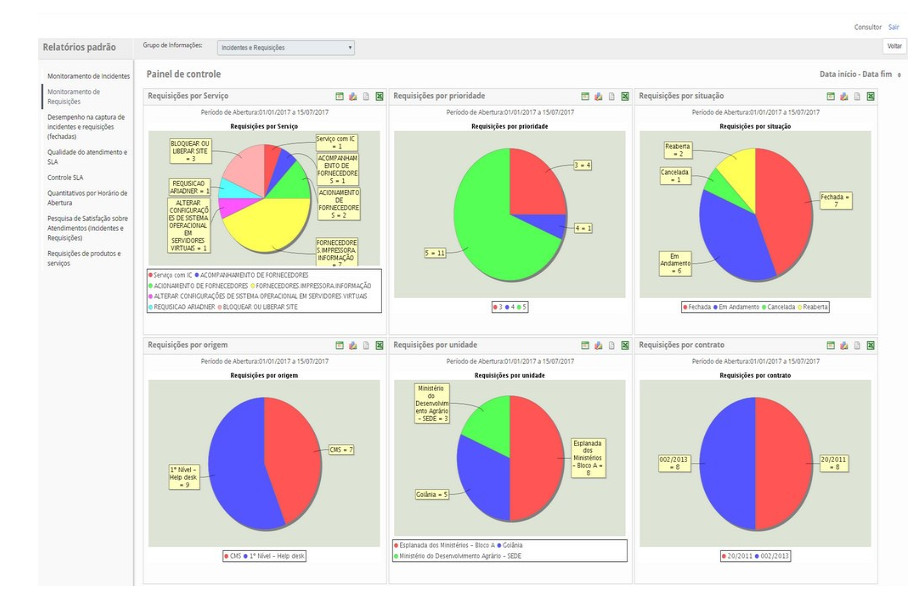 Consultor Sair
Relatórios padrão
Grupo de Informações:
Incidentes e Requisições
Voltar
Monitoramento de Incidentes
Monitoramento de
Requisições
Desempenho na captura de
incidentes e requisições
(fechadas)
Qualidade do atendimento e
SLA
Controle SLA
Quantitativos por Horário de
Abertura
Pesquisa de Satisfação sobre
Atendimentos (Incidentes e
Requisições)
Requisições de produtos e
serviços
Painel de controle
Data início - Data fim
Requisições por Serviço
Período de Abertura:01/01/2017 a 15/07/2017
Requisições por Serviço
BLOQUEAR OU
LIBERAR SITE
= 3
REQUISICAO
ARIADNER = 1
ALTERAR
CONFIGURAÇÕ
ES DE SISTEMA
OPERACIONAL
EM
SERVIDORES
VIRTUAIS = 1
Serviço com IC
= 1
ACOMPANHAM
ENTO DE
FORNECEDORE
S = 1
ACIONAMENTO
DE
FORNECEDORE
S = 2
FORNECEDORE
S.IMPRESSORA.
INFORMAÇÃO
= 7
Serviço com IC ACOMPANHAMENTO DE FORNECEDORES
ACIONAMENTO DE FORNECEDORES FORNECEDORES.IMPRESSORA.INFORMAÇÃO
ALTERAR CONFIGURAÇÕES DE SISTEMA OPERACIONAL EM SERVIDORES VIRTUAIS
REQUISICAO ARIADNER BLOQUEAR OU LIBERAR SITE
Requisições por prioridade
Período de Abertura:01/01/2017 a 15/07/2017
Requisições por prioridade
3 = 4
4 = 1
5 = 11
3 4 5
Requisições por situação
Período de Abertura:01/01/2017 a 15/07/2017
Requisições por situação
Reaberta
= 2
Cancelada
= 1
Fechada =
7
Em
Andamento
= 6
Fechada Em Andamento Cancelada Reaberta
Requisições por origem
Período de Abertura:01/01/2017 a 15/07/2017
Requisições por origem
CMS = 7
1° Nível –
Help desk
= 9
CMS 1° Nível – Help desk
Requisições por unidade
Período de Abertura:01/01/2017 a 15/07/2017
Requisições por unidade
Ministério
do
Desenvolvim
ento Agrário
– SEDE = 3
Esplanada
dos
Ministérios
– Bloco A =
8
Goiânia = 5
Esplanada dos Ministérios – Bloco A Goiânia
Ministério do Desenvolvimento Agrário – SEDE
Requisições por contrato
Período de Abertura:01/01/2017 a 15/07/2017
Requisições por contrato
002/2013
= 8
20/2011
= 8
20/2011 002/2013